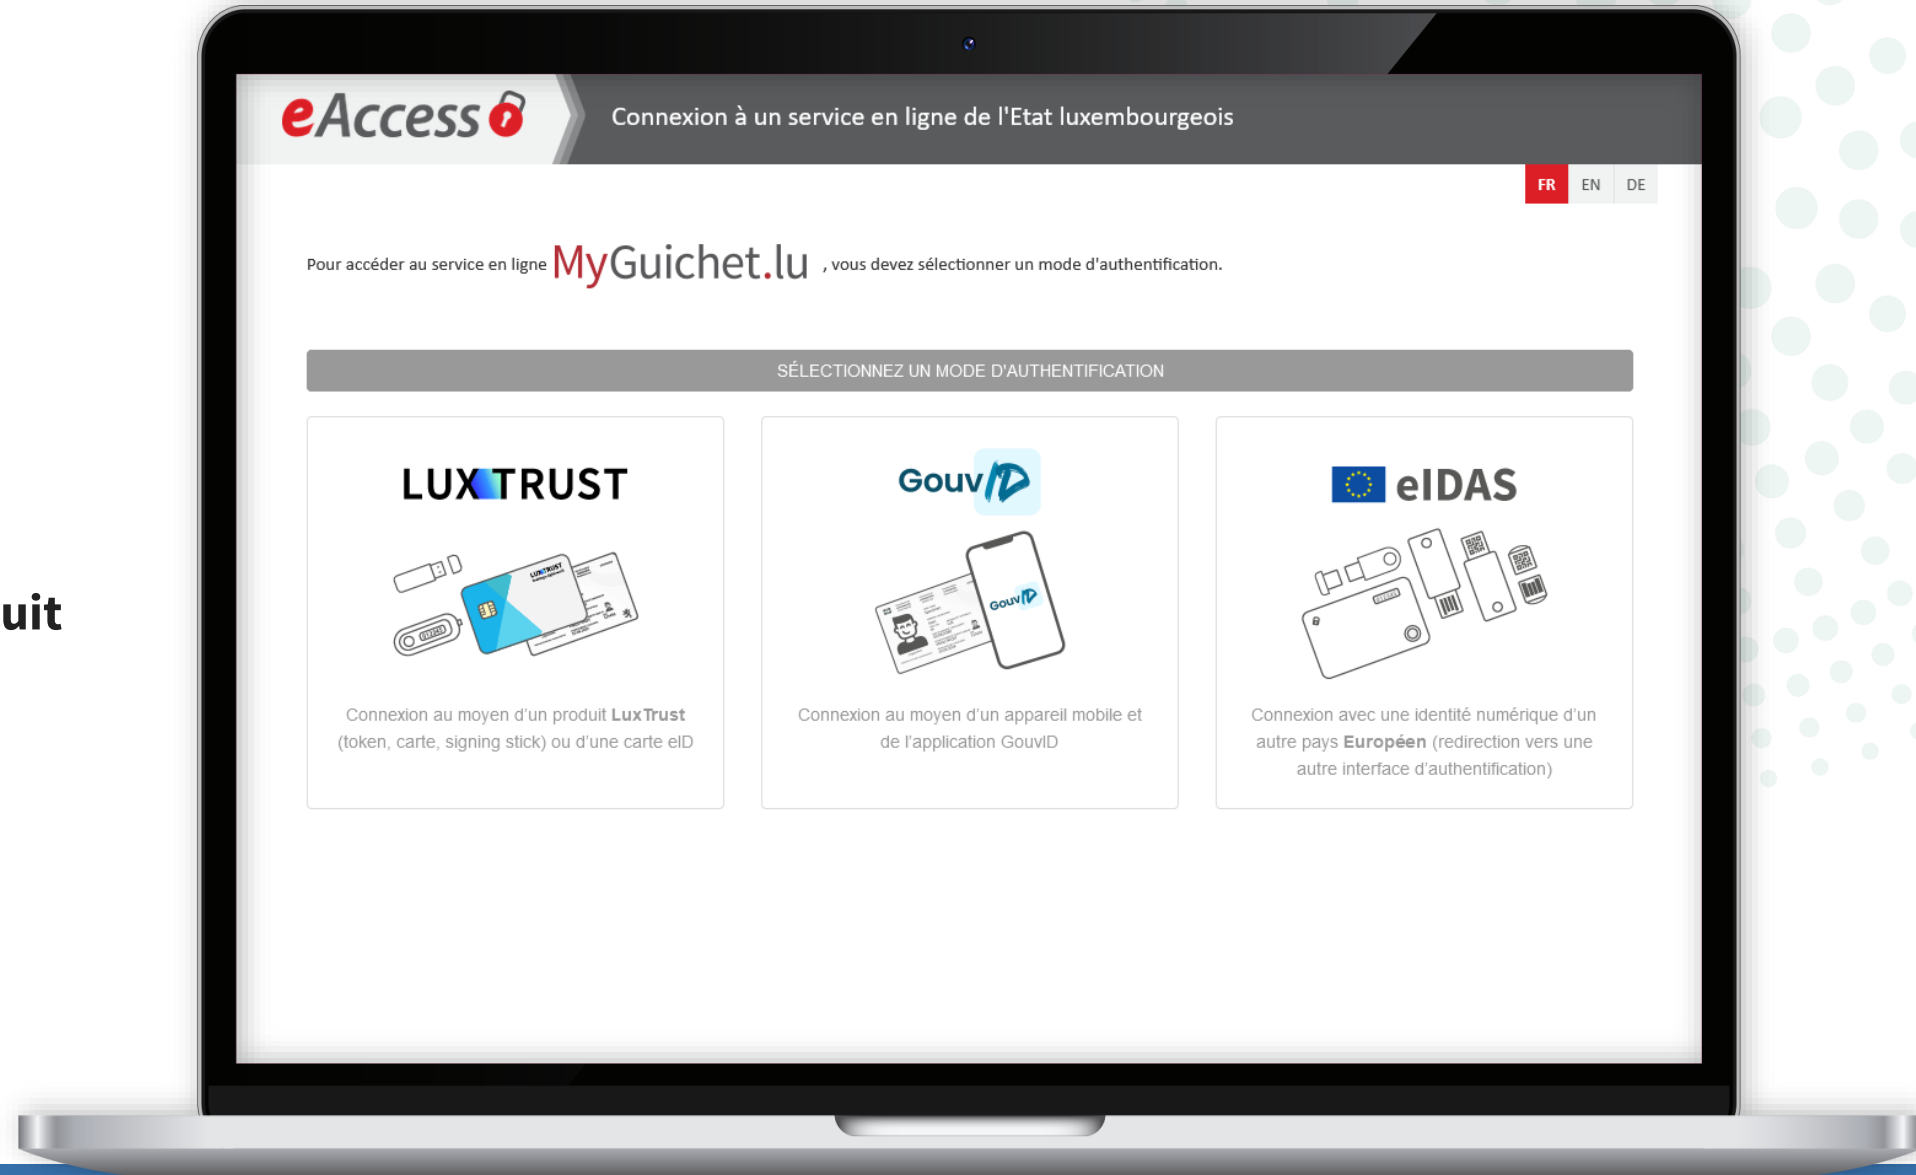 eAccess
Connexion à un service en ligne de l'Etat luxembourgeois
FR EN DE
Pour accéder au service en ligne MyGuichet.lu , vous devez sélectionner un mode d'authentification.
SÉLECTIONNEZ UN MODE D'AUTHENTIFICATION
LUXTRUST
Connexion au moyen d’un produit LuxTrust
(token, carte, signing stick) ou d’une carte eID
GouvID
GouvID
Connexion au moyen d’un appareil mobile et
de l’application GouvID
eIDAS
Connexion avec une identité numérique d’un
autre pays Européen (redirection vers une
autre interface d’authentification)
uit